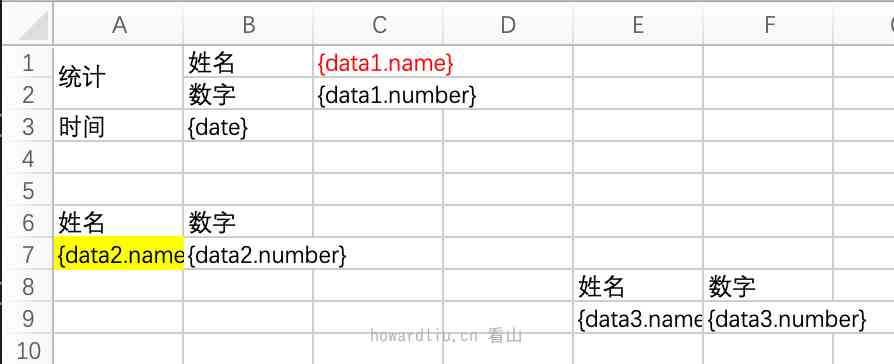 A B C D E F
1 姓名 {data1.name}
统计
2 数字 {data1.number}
3 时间 {date}
4
5
6 姓名 数字
7 {data2.name {data2.number}
8 姓名 数字
9 {data3.name {data3.number}
howardliu.cn 看山
10